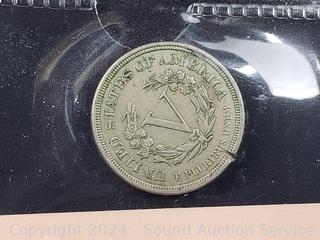 UNITED STATES OF AMERICA
E PLURIBUS UNUM
V
Copyright 2024 - Sound Auction Service